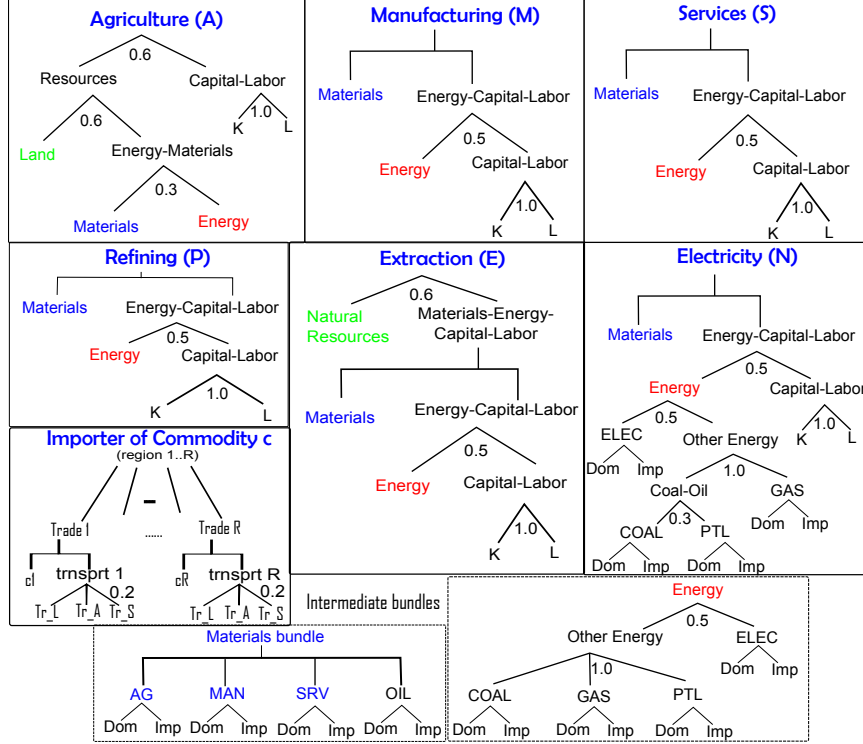 Agriculture (A)
0.6
Resources
Capital-Labor
0.6
1.0
K
L
Land
Energy-Materials
0.3
Materials
Energy
Manufacturing (M)
Materials
Energy-Capital-Labor
0.5
Energy
Capital-Labor
1.0
K
L
Services (S)
Materials
Energy-Capital-Labor
0.5
Energy
Capital-Labor
1.0
K
L
Refining (P)
Materials
Energy-Capital-Labor
0.5
Energy
Capital-Labor
1.0
K
L
Extraction (E)
0.6
Natural
Resources
Materials-Energy-
Capital-Labor
Materials
Energy-Capital-Labor
0.5
Energy
Capital-Labor
1.0
K
L
Electricity (N)
Materials
Energy-Capital-Labor
0.5
Energy
Capital-Labor
0.5
1.0
K
L
ELEC
Other Energy
Dom
Imp
1.0
Coal-Oil
GAS
0.3
Dom
Imp
COAL
PTL
Dom
Imp
Dom
Imp
Importer of Commodity c
(region 1..R)
Trade 1
......
Trade R
c1
trnsprt 1
cR
trnsprt R
0.2
0.2
Tr_L
Tr_A
Tr_S
Tr_L
Tr_A
Tr_S
Intermediate bundles
Materials bundle
AG
MAN
SRV
OIL
Dom
Imp
Dom
Imp
Dom
Imp
Dom
Imp
Energy
0.5
Other Energy
ELEC
Dom
Imp
1.0
COAL
GAS
PTL
Dom
Imp
Dom
Imp
Dom
Imp